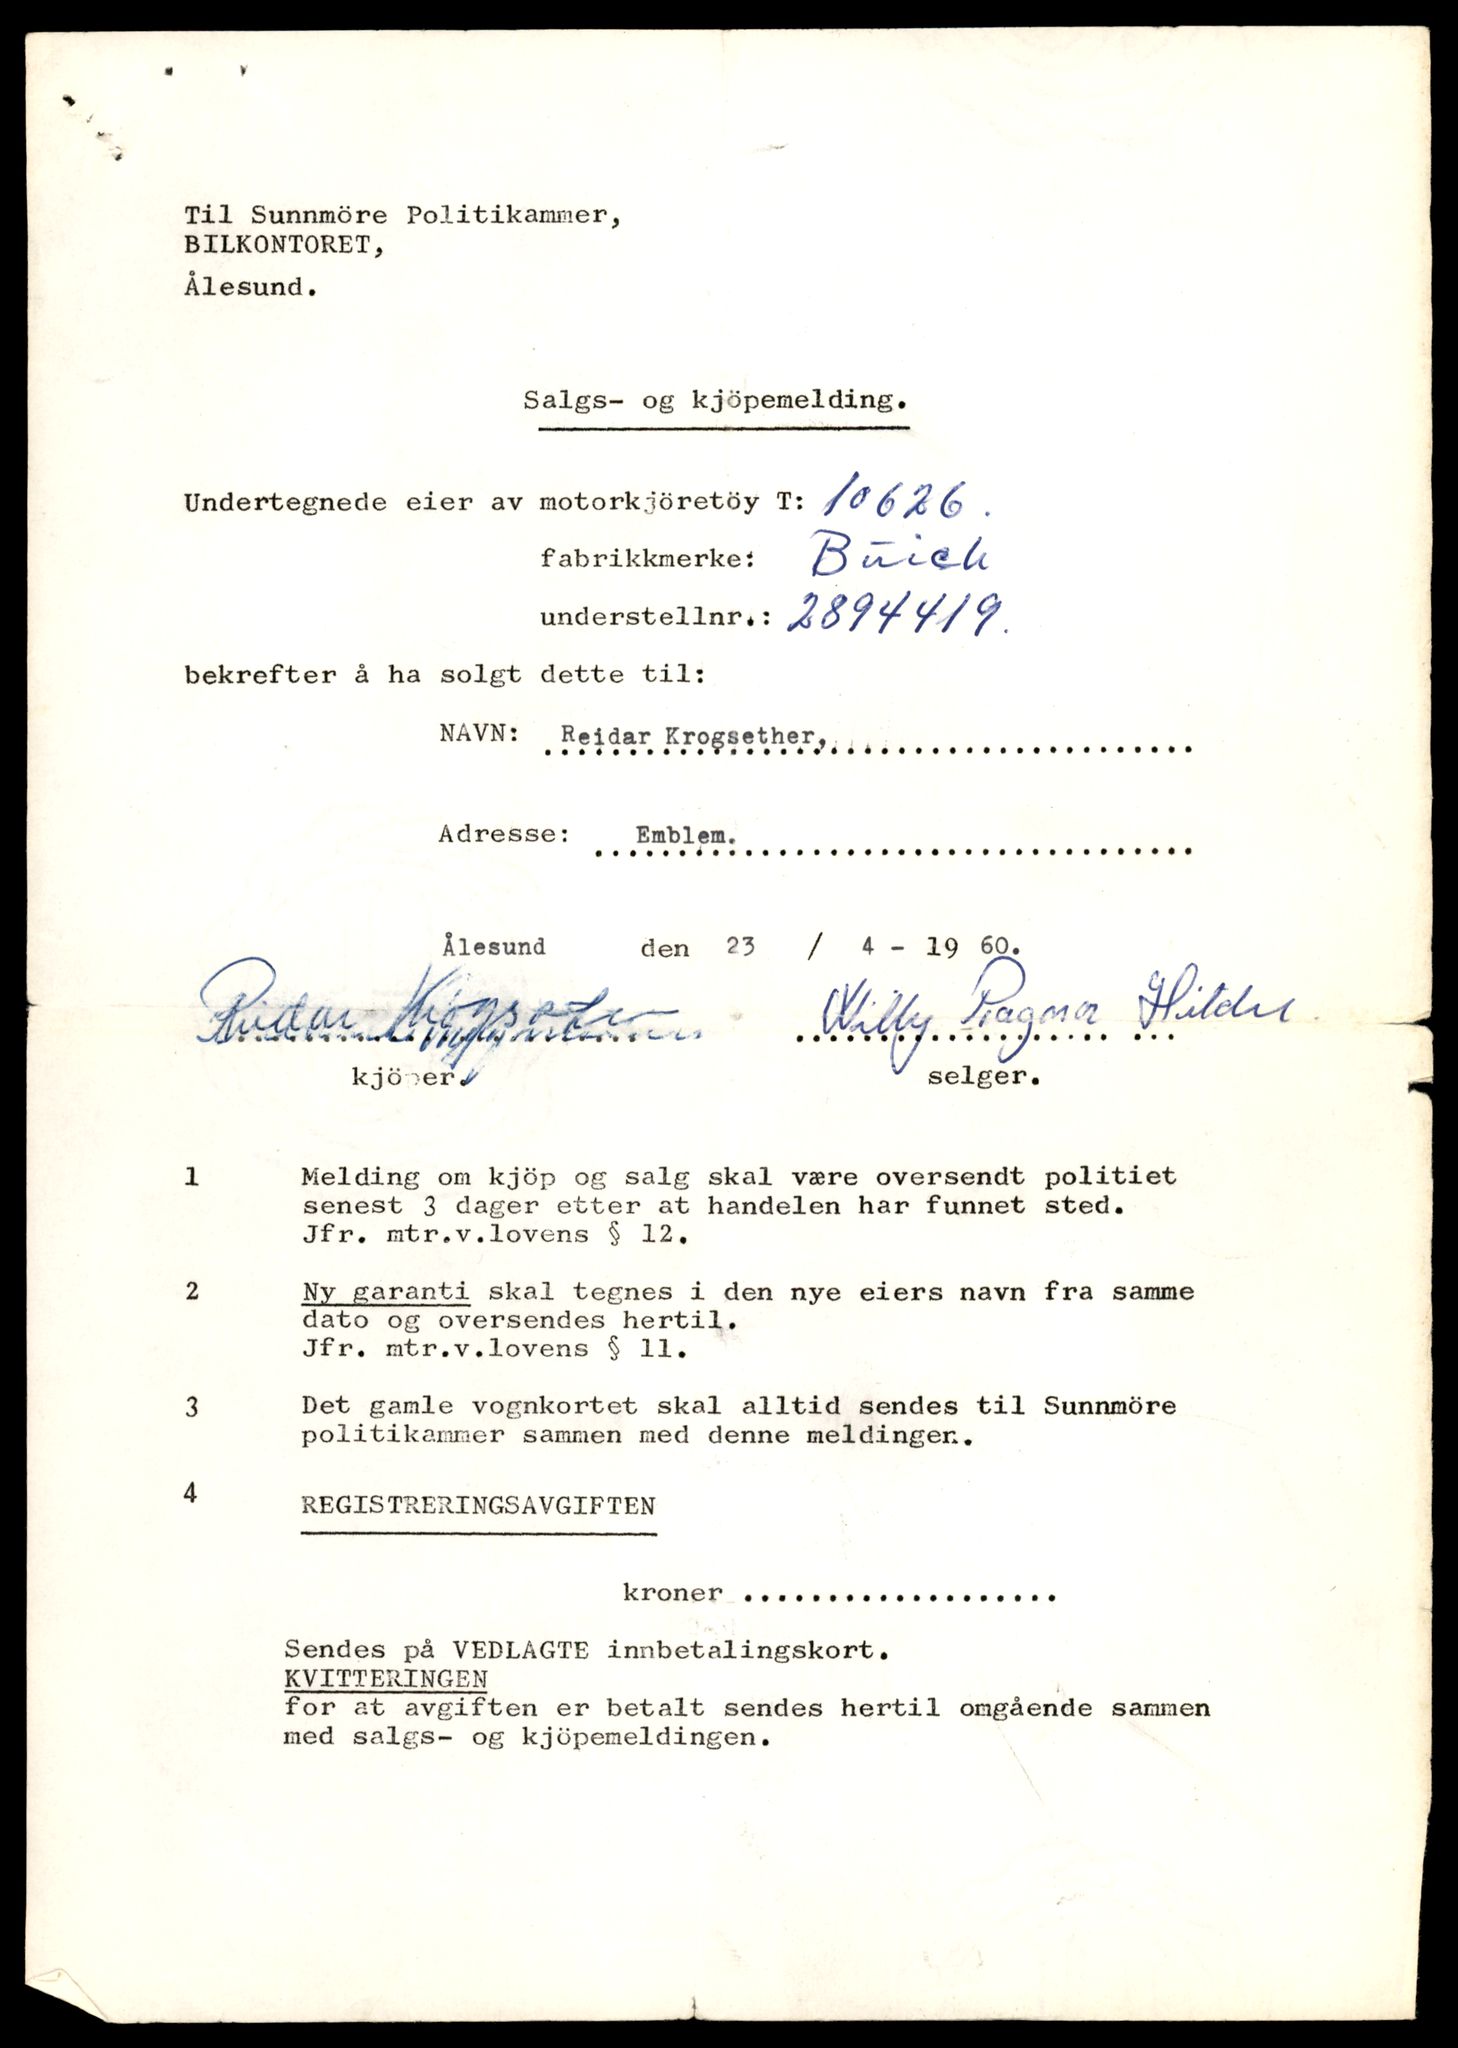 Til Sunnmöre Politikammer,
BILKONTORET,
Ålesund.
Salgs- og kjöpemelding.
Undertegnede eier av motorkjöretöy T: 10626.
fabrikkmerke: Buick
understellnr.: 2894419.
bekrefter å ha solgt dette til:
NAVN: Reidar Krogsether,
Adresse: Emblem.
Ålesund den 23 / 4 - 19 60.
Reidar Krogsether Willy Ragnar Hildre
kjöper. selger.
1 Melding om kjöp og salg skal være oversendt politiet
senest 3 dager etter at handelen har funnet sted.
Jfr. mtr.v.lovens § 12.
2 Ny garanti skal tegnes i den nye eiers navn fra samme
dato og oversendes hertil.
Jfr. mtr.v.lovens § 11.
3 Det gamle vognkortet skal alltid sendes til Sunnmöre
politikammer sammen med denne meldingen.
4 REGISTRERINGSAVGIFTEN
kroner ...................
Sendes på VEDLAGTE innbetalingskort.
KVITTERINGEN
for at avgiften er betalt sendes hertil omgående sammen
med salgs- og kjöpemeldingen.